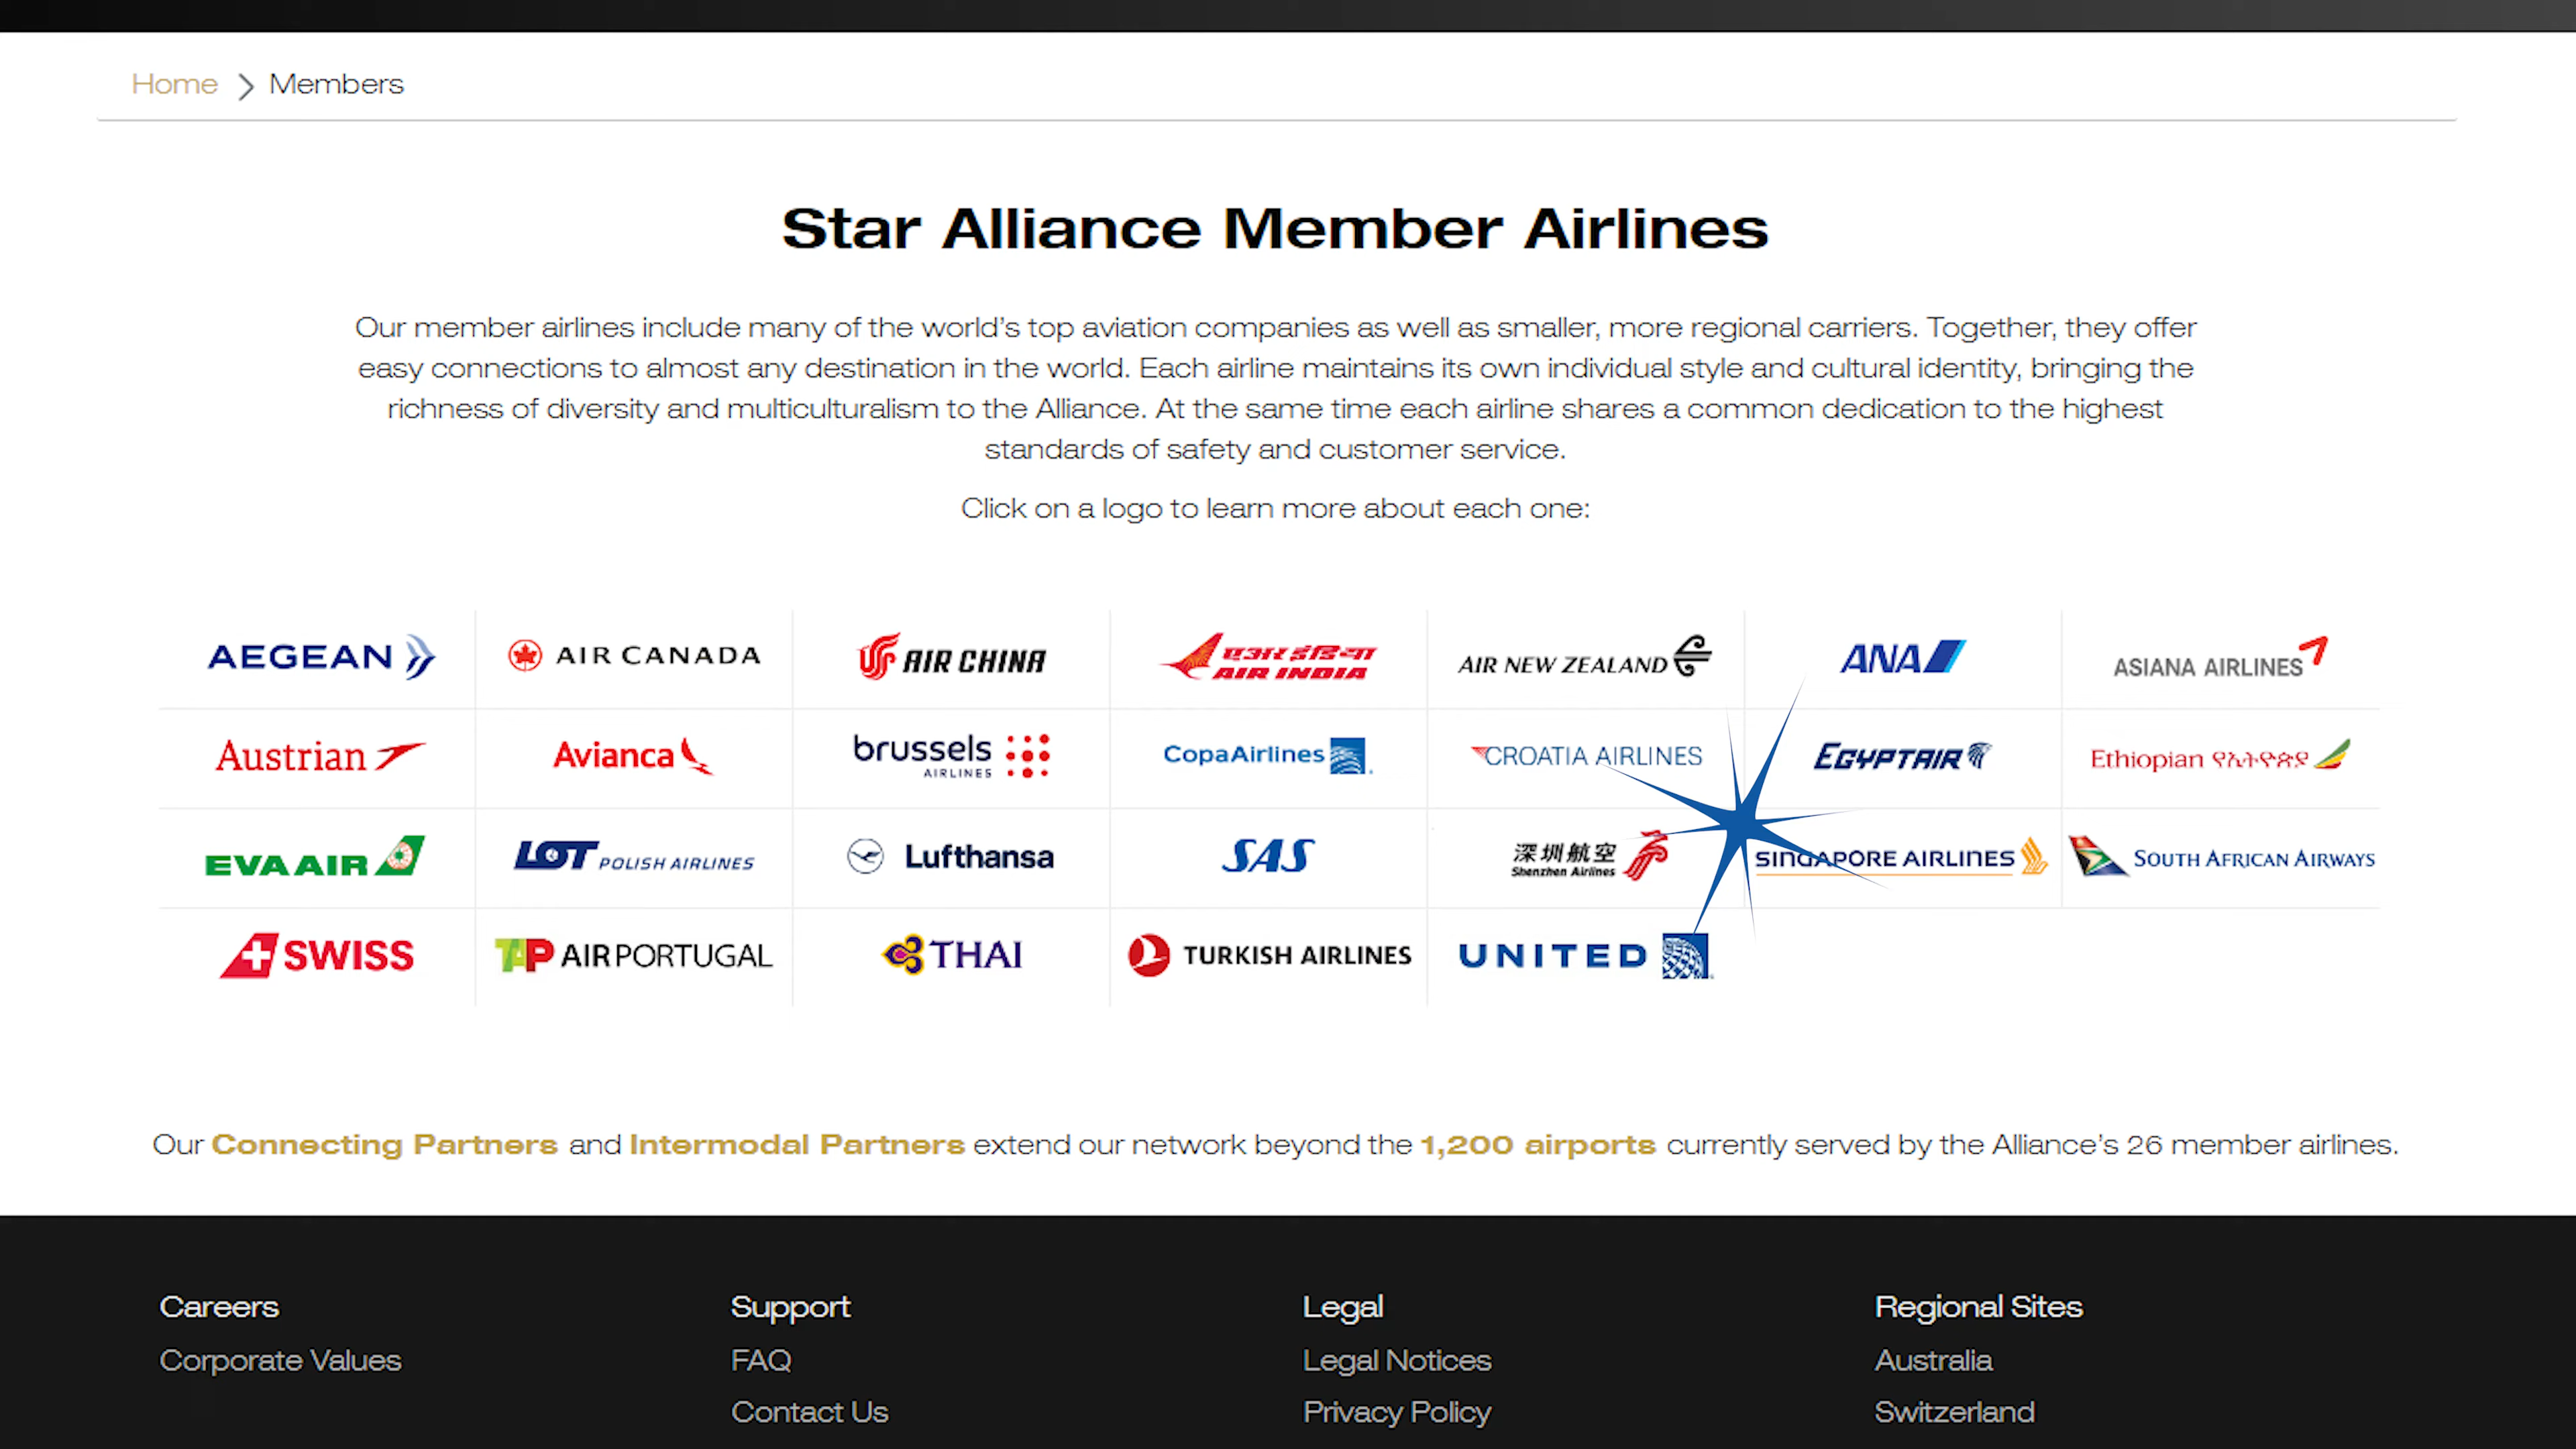 Home > Members
Star Alliance Member Airlines
Our member airlines include many of the world's top aviation companies as well as smaller, more regional carriers. Together, they offer
easy connections to almost any destination in the world. Each airline maintains its own individual style and cultural identity, bringing the
richness of diversity and multiculturalism to the Alliance. At the same time each airline shares a common dedication to the highest
standards of safety and customer service.
Click on a logo to learn more about each one:
AEGEAN
AIR CANADA
AIR CHINA
एअर इंडिया
AIR INDIA
AIR NEW ZEALAND
ANA
ASIANA AIRLINES
Austrian
Avianca
brussels
AIRLINES
CopaAirlines
CROATIA AIRLINES
EGYPTAIR
Ethiopian የኢትዮጵያ
EVA AIR
LOT POLISH AIRLINES
Lufthansa
SAS
深圳航空
Shenzhen Airlines
SINGAPORE AIRLINES
SOUTH AFRICAN AIRWAYS
SWISS
TAP AIRPORTUGAL
THAI
TURKISH AIRLINES
UNITED
Our Connecting Partners and Intermodal Partners extend our network beyond the 1,200 airports currently served by the Alliance's 26 member airlines.
Careers
Corporate Values
Support
FAQ
Contact Us
Legal
Legal Notices
Privacy Policy
Regional Sites
Australia
Switzerland